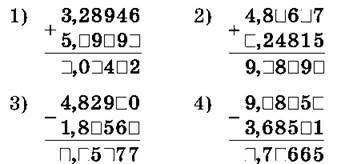 1) + 3,28946 2) + 4,8□6□7
5,□9□9□ □,24815
□,0□4□2 9,□8□9□
3) − 4,829□0 4) − 9,□8□5□
1,8□56□ 3,685□1
□,□5□77 □,7□665